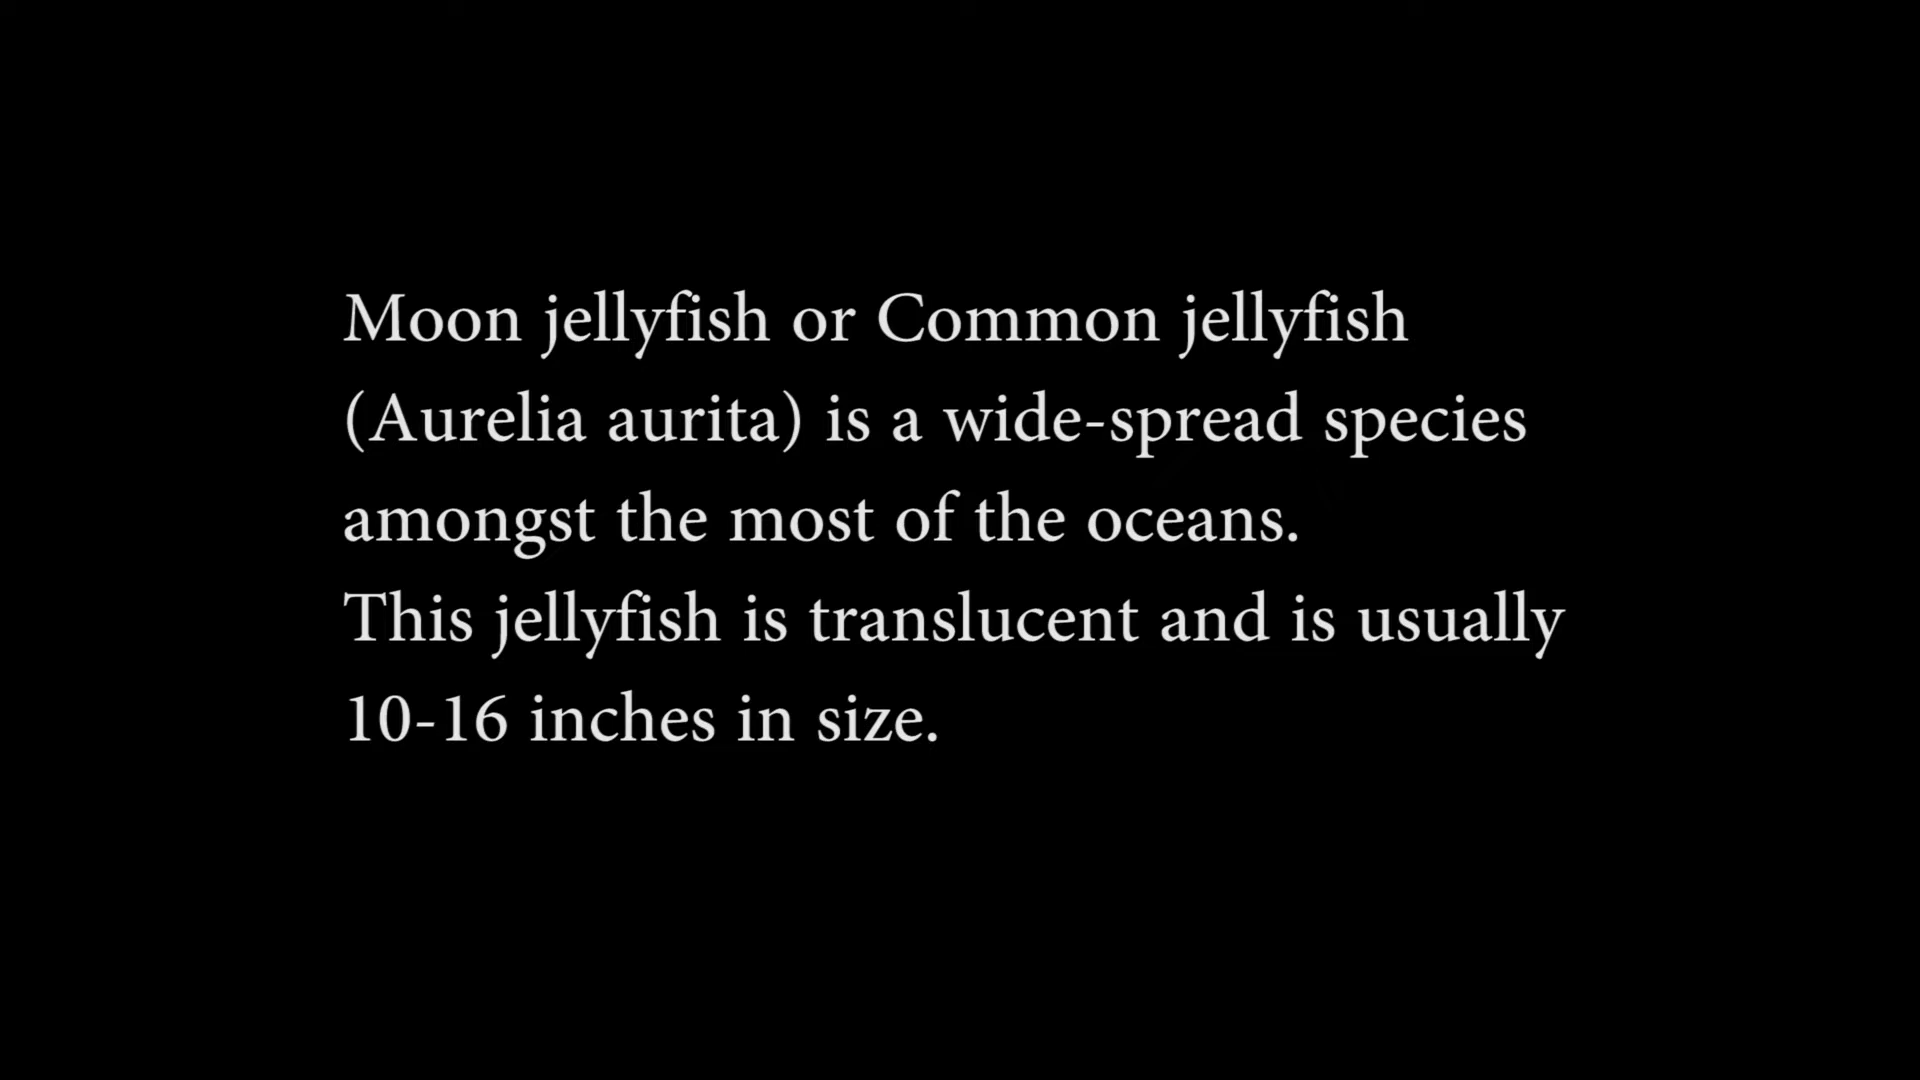 Moon jellyfish or Common jellyfish
(Aurelia aurita) is a wide-spread species
amongst the most of the oceans.
This jellyfish is translucent and is usually
10-16 inches in size.